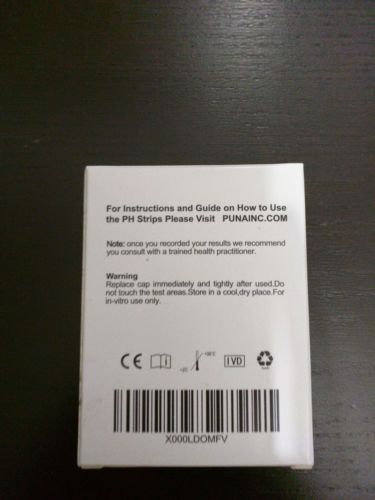 For Instructions and Guide on How to Use
the PH Strips Please Visit PUNAINC.COM
Note: once you recorded your results we recommend
you consult with a trained health practitioner.
Warning
Replace cap immediately and tightly after used.Do
not touch the test areas.Store in a cool,dry place.For
in-vitro use only.
CE IVD
X000LDOMFV